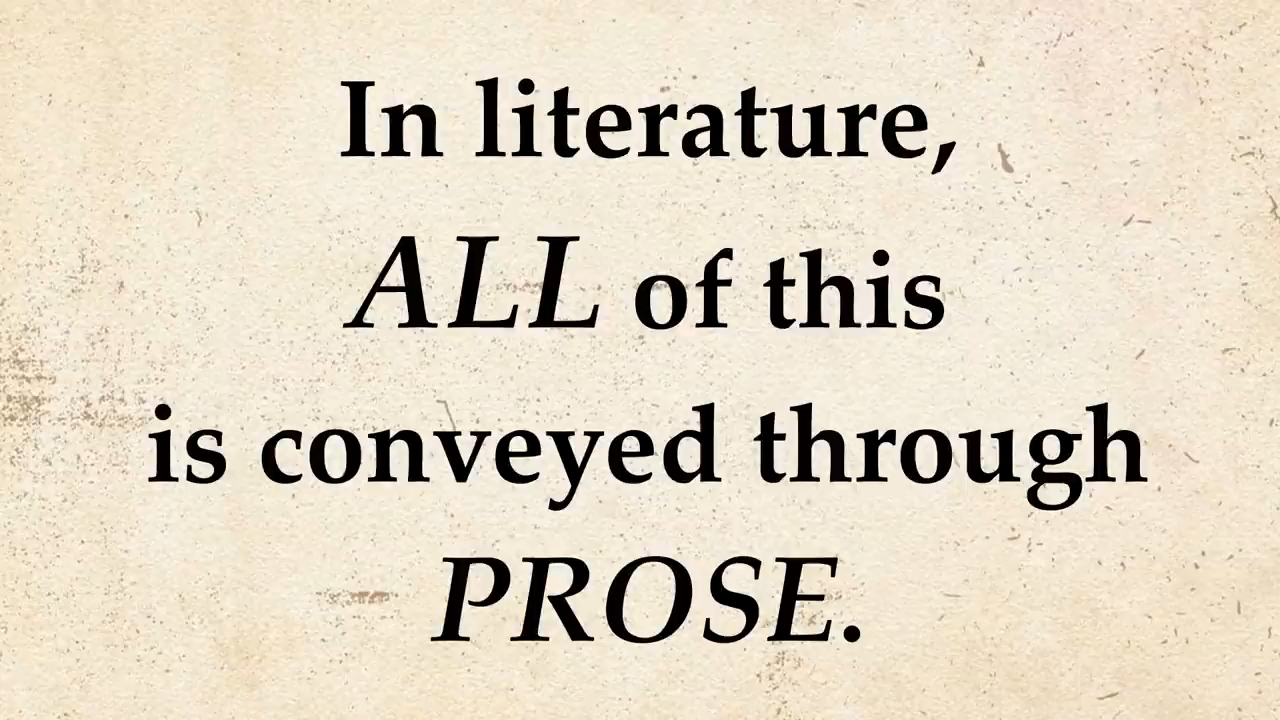 In literature,
ALL of this
is conveyed through
PROSE.